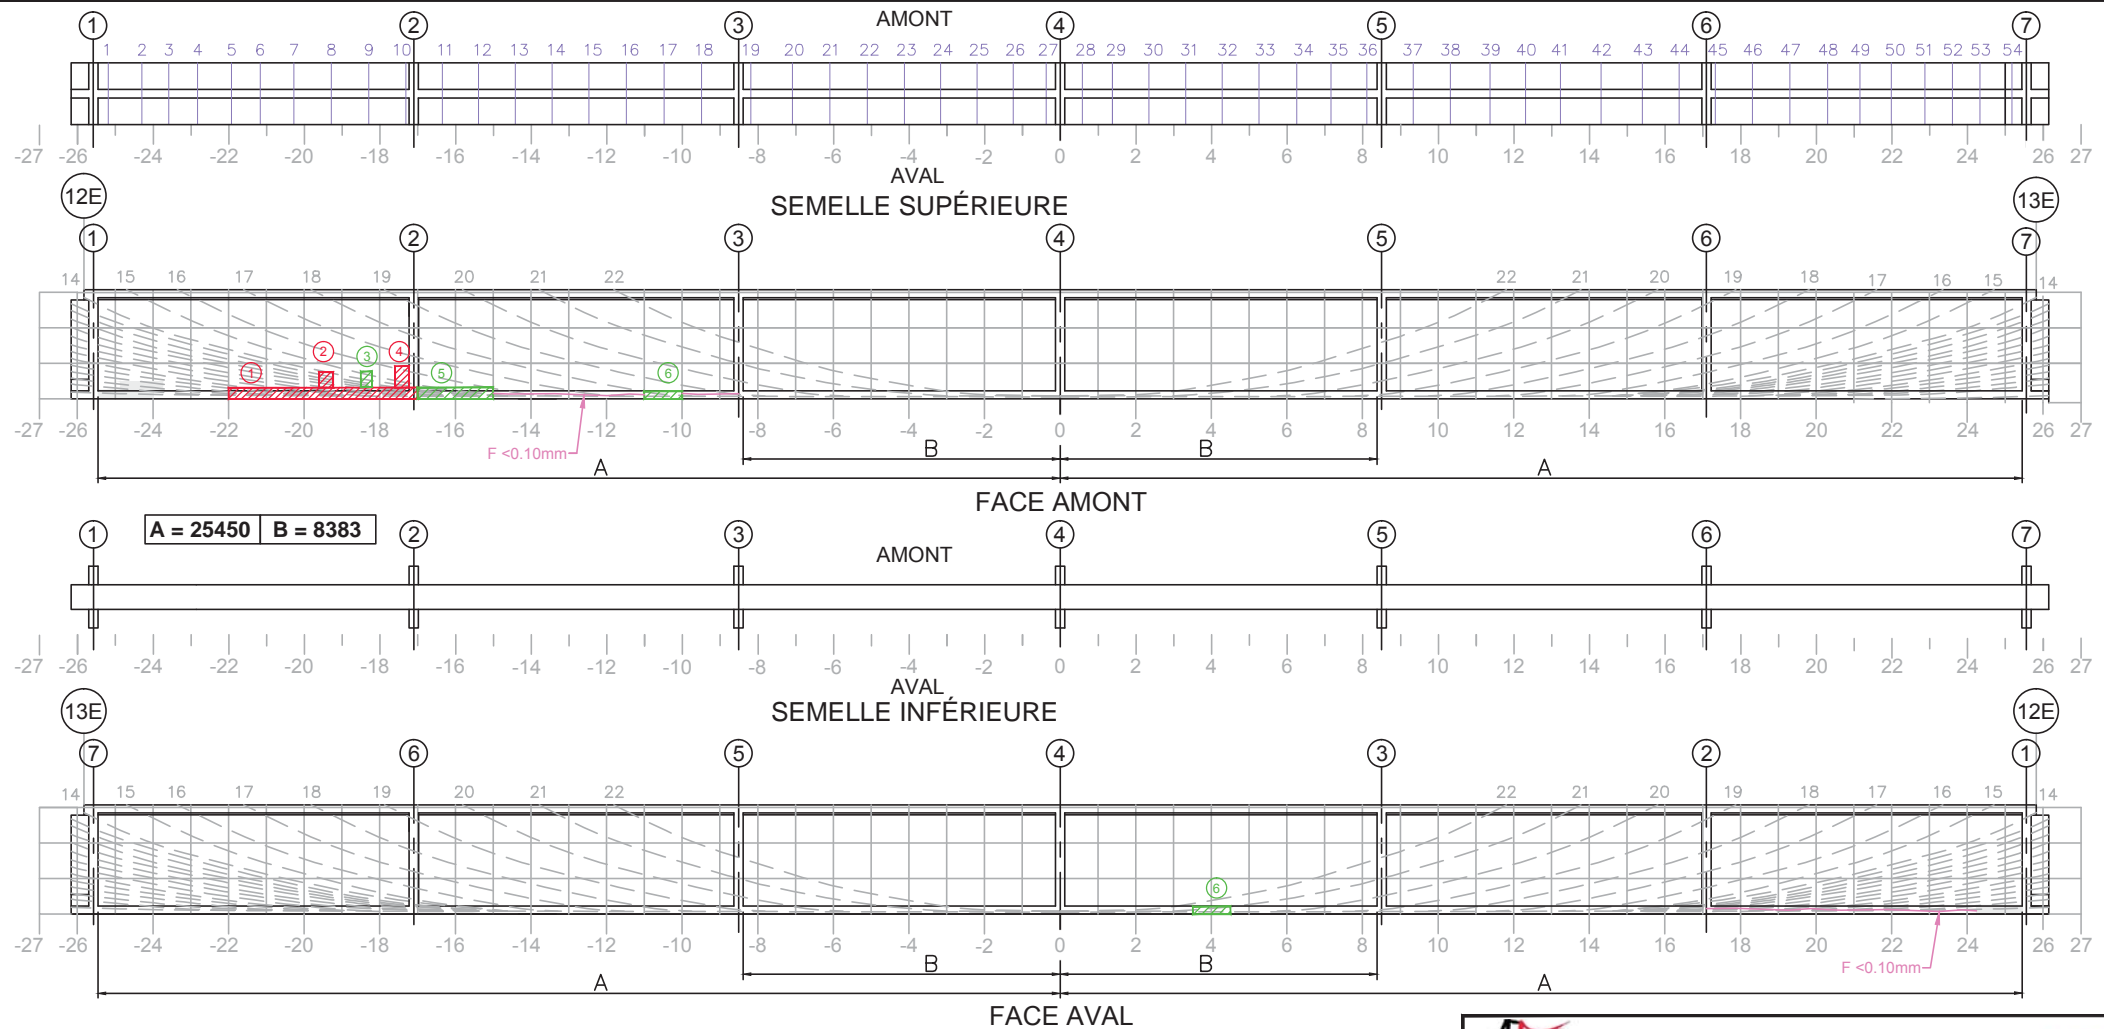 1 2 3 AMONT 4 5 6 7
1 2 3 4 5 6 7 8 9 10 11 12 13 14 15 16 17 18 19 20 21 22 23 24 25 26 27 28 29 30 31 32 33 34 35 36 37 38 39 40 41 42 43 44 45 46 47 48 49 50 51 52 53 54
-27 -26 -24 -22 -20 -18 -16 -14 -12 -10 -8 -6 -4 -2 0 2 4 6 8 10 12 14 16 18 20 22 24 26 27
AVAL
12E SEMELLE SUPÉRIEURE 13E
1 2 3 4 5 6 7
14 15 16 17 18 19 20 21 22 22 21 20 19 18 17 16 15 14
1 2 3 4 5 6
-27 -26 -24 -22 -20 -18 -16 -14 -12 -10 -8 -6 -4 -2 0 2 4 6 8 10 12 14 16 18 20 22 24 26 27
F <0.10mm
B B
A A
FACE AMONT
A = 25450 B = 8383
1 2 3 4 5 6 7
AMONT
-27 -26 -24 -22 -20 -18 -16 -14 -12 -10 -8 -6 -4 -2 0 2 4 6 8 10 12 14 16 18 20 22 24 26 27
AVAL
13E SEMELLE INFÉRIEURE 12E
7 6 5 4 3 2 1
14 15 16 17 18 19 20 21 22 22 21 20 19 18 17 16 15 14
6
-27 -26 -24 -22 -20 -18 -16 -14 -12 -10 -8 -6 -4 -2 0 2 4 6 8 10 12 14 16 18 20 22 24 26 27
F <0.10mm
B B
A A
FACE AVAL